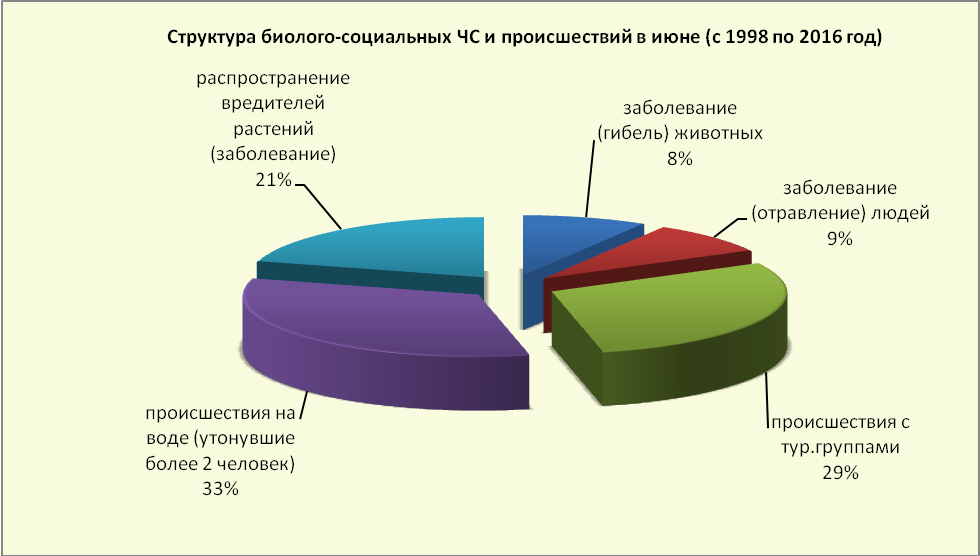 Структура биолого-социальных ЧС и происшествий в июне (с 1998 по 2016 год)
распространение
вредителей
растений
(заболевание)
21%
заболевание
(гибель) животных
8%
заболевание
(отравление) людей
9%
происшествия с
тур.группами
29%
происшествия на
воде (утонувшие
более 2 человек)
33%